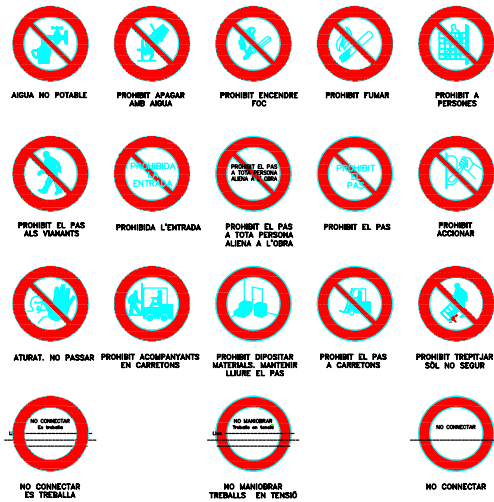 AIGUA NO POTABLE
PROHIBIT APAGAR
AMB AIGUA
PROHIBIT ENCENDRE
FOC
PROHIBIT FUMAR
PROHIBIT A
PERSONES
PROHIBIT EL PAS
ALS VIANANTS
PROHIBIDA
L'
ENTRADA
PROHIBIDA L'ENTRADA
PROHIBIT EL PAS
A TOTA PERSONA
ALIENA A L'OBRA
PROHIBIT EL PAS
A TOTA PERSONA
ALIENA A L'OBRA
PROHIBIT
EL
PAS
PROHIBIT EL PAS
PROHIBIT
ACCIONAR
ATURAT. NO PASSAR
PROHIBIT ACOMPANYANTS
EN CARRETONS
PROHIBIT DIPOSITAR
MATERIALS. MANTENIR
LLIURE EL PAS
PROHIBIT EL PAS
A CARRETONS
PROHIBIT TREPITJAR
SÒL NO SEGUR
NO CONNECTAR
Es treballa
NO CONNECTAR
ES TREBALLA
NO MANIOBRAR
Treballs en tensió
NO MANIOBRAR
TREBALLS EN TENSIÓ
NO CONNECTAR
NO CONNECTAR